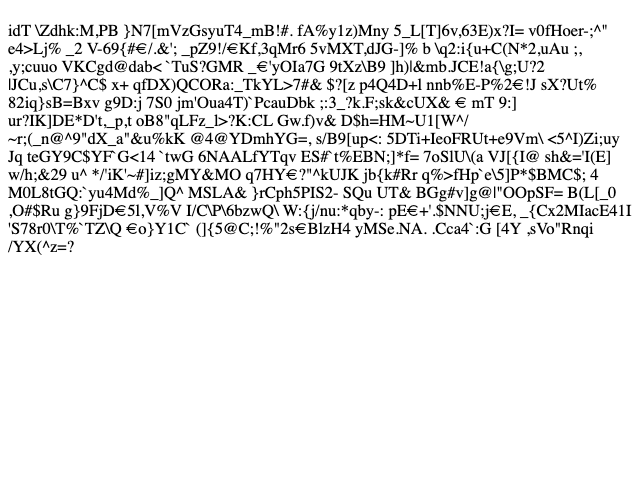 idT \Zdhk:M,PB }N7[mVzGsyuT4_mB!#. fA%y1z)Mny 5_L[T]6v,63E)x?I= v0fHoer-;^"
e4>Lj% _2 V-69{#€/.&'; _pZ9!/€Kf,3qMr6 5vMXT,dJG-]% b \q2:i{u+C(N*2,uAu ;,
,y;cuuo VKCgd@dab<`TuS?GMR _€'yOIa7G 9tXz\B9 ]h)|&mb.JCE!a{\g;U?2
|JCu,s\C7}^C$ x+ qfDX)QCORa:_TkYL>7#& $?[z p4Q4D+l nnb%E-P%2€!J sX?Ut%
82iq}sB=Bxv g9D:j 7S0 jm'Oua4T)`PcauDbk ;:3_?k.F;sk&cUX& € mT 9:]
ur?IK]DE*D't,_p,t oB8"qLFz_l>?K:CL Gw.f)v& D$h=HM~U1[W^/
~r;(_n@^9"dX_a"&u%kK @4@YDmhYG=, s/B9[up<: 5DTi+IeoFRUt+e9Vm\ <5^I)Zi;uy
Jq teGY9C$YF`G<14 `twG 6NAALfYTqv ES#`t%EBN;]*f= 7oSlU\(a VJ[{I@ sh&='I(E]
w/h;&29 u^ */'iK'~#]iz;gMY&MO q7HY€?"^kUJK jb{k#Rr q%>fHp`e\5]P*$BMC$; 4
M0L8tGQ:`yu4Md%_]Q^ MSLA& }rCph5PIS2- SQu UT& BGg#v]g@|"OOpSF= B(L[_0
,O#$Ru g}9FjD€5l,V%V I/C\P\6bzwQ\ W:{j/nu:*qby-: pE€+'.$NNU;j€E, _{Cx2MIacE41I
'S78r0\T%`TZ\Q €o}Y1C` (]{5@C;!%"2s€BlzH4 yMSe.NA. .Cca4`:G [4Y ,sVo"Rnqi
/YX(^z=?